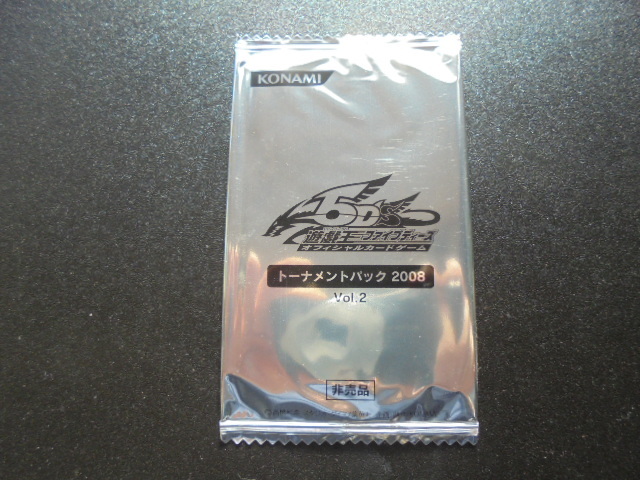 KONAMI
5D's
遊戯王ファイブディーズ
オフィシャルカードゲーム
トーナメントパック 2008
Vol.2
非売品